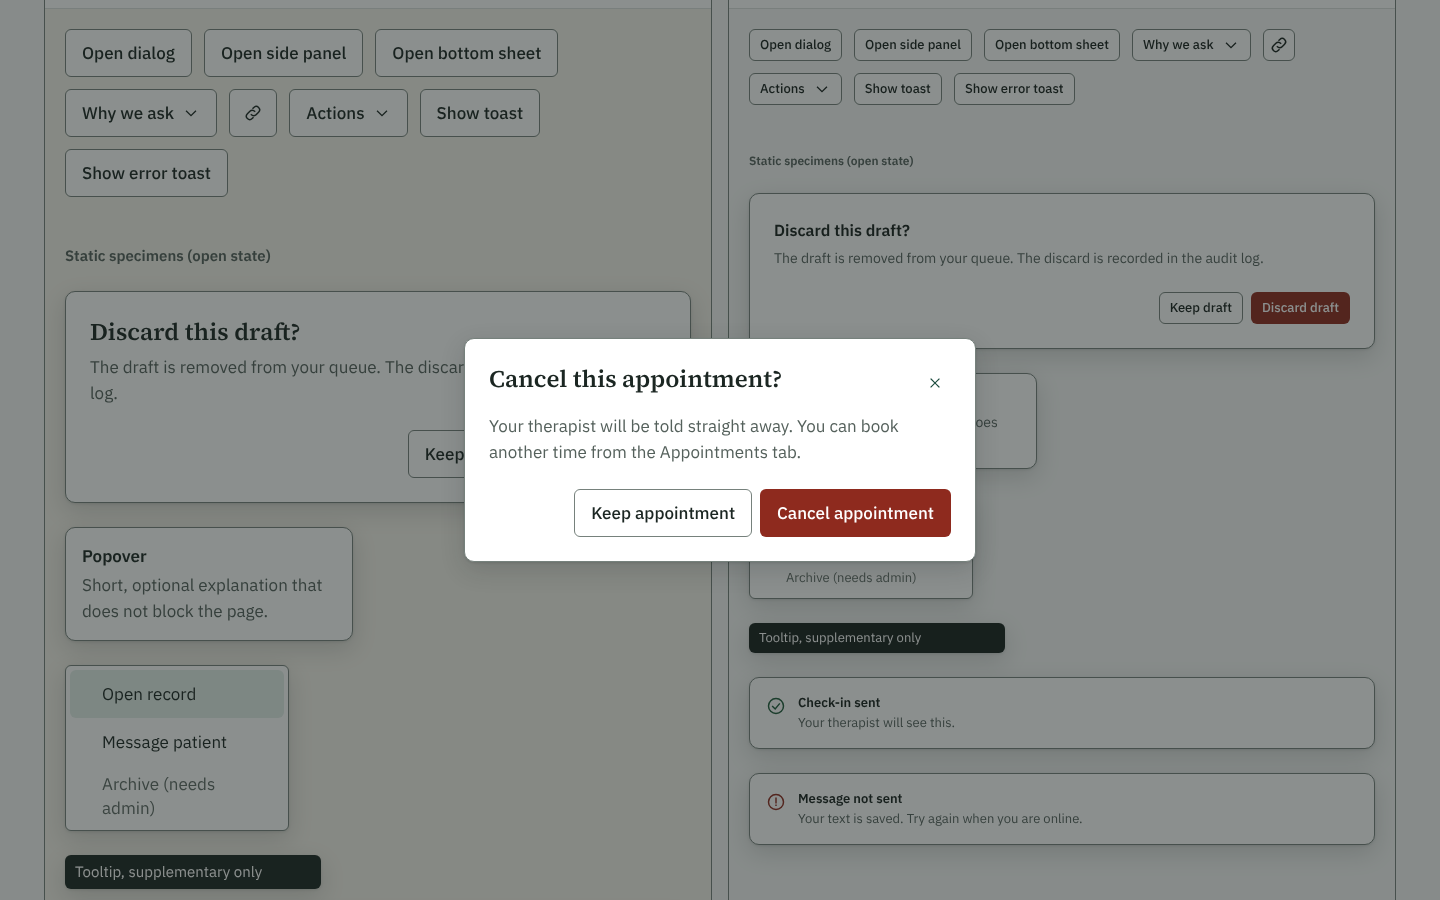 Open dialog
Open side panel
Open bottom sheet
Why we ask
Actions
Show toast
Show error toast
Static specimens (open state)
Discard this draft?
The draft is removed from your queue. The discar
log.
Keep
Popover
Short, optional explanation that
does not block the page.
Open record
Message patient
Archive (needs
admin)
Tooltip, supplementary only
Cancel this appointment?
Your therapist will be told straight away. You can book
another time from the Appointments tab.
Keep appointment
Cancel appointment
Open dialog
Open side panel
Open bottom sheet
Why we ask
Actions
Show toast
Show error toast
Static specimens (open state)
Discard this draft?
The draft is removed from your queue. The discard is recorded in the audit log.
Keep draft
Discard draft
oes
Archive (needs admin)
Tooltip, supplementary only
Check-in sent
Your therapist will see this.
Message not sent
Your text is saved. Try again when you are online.